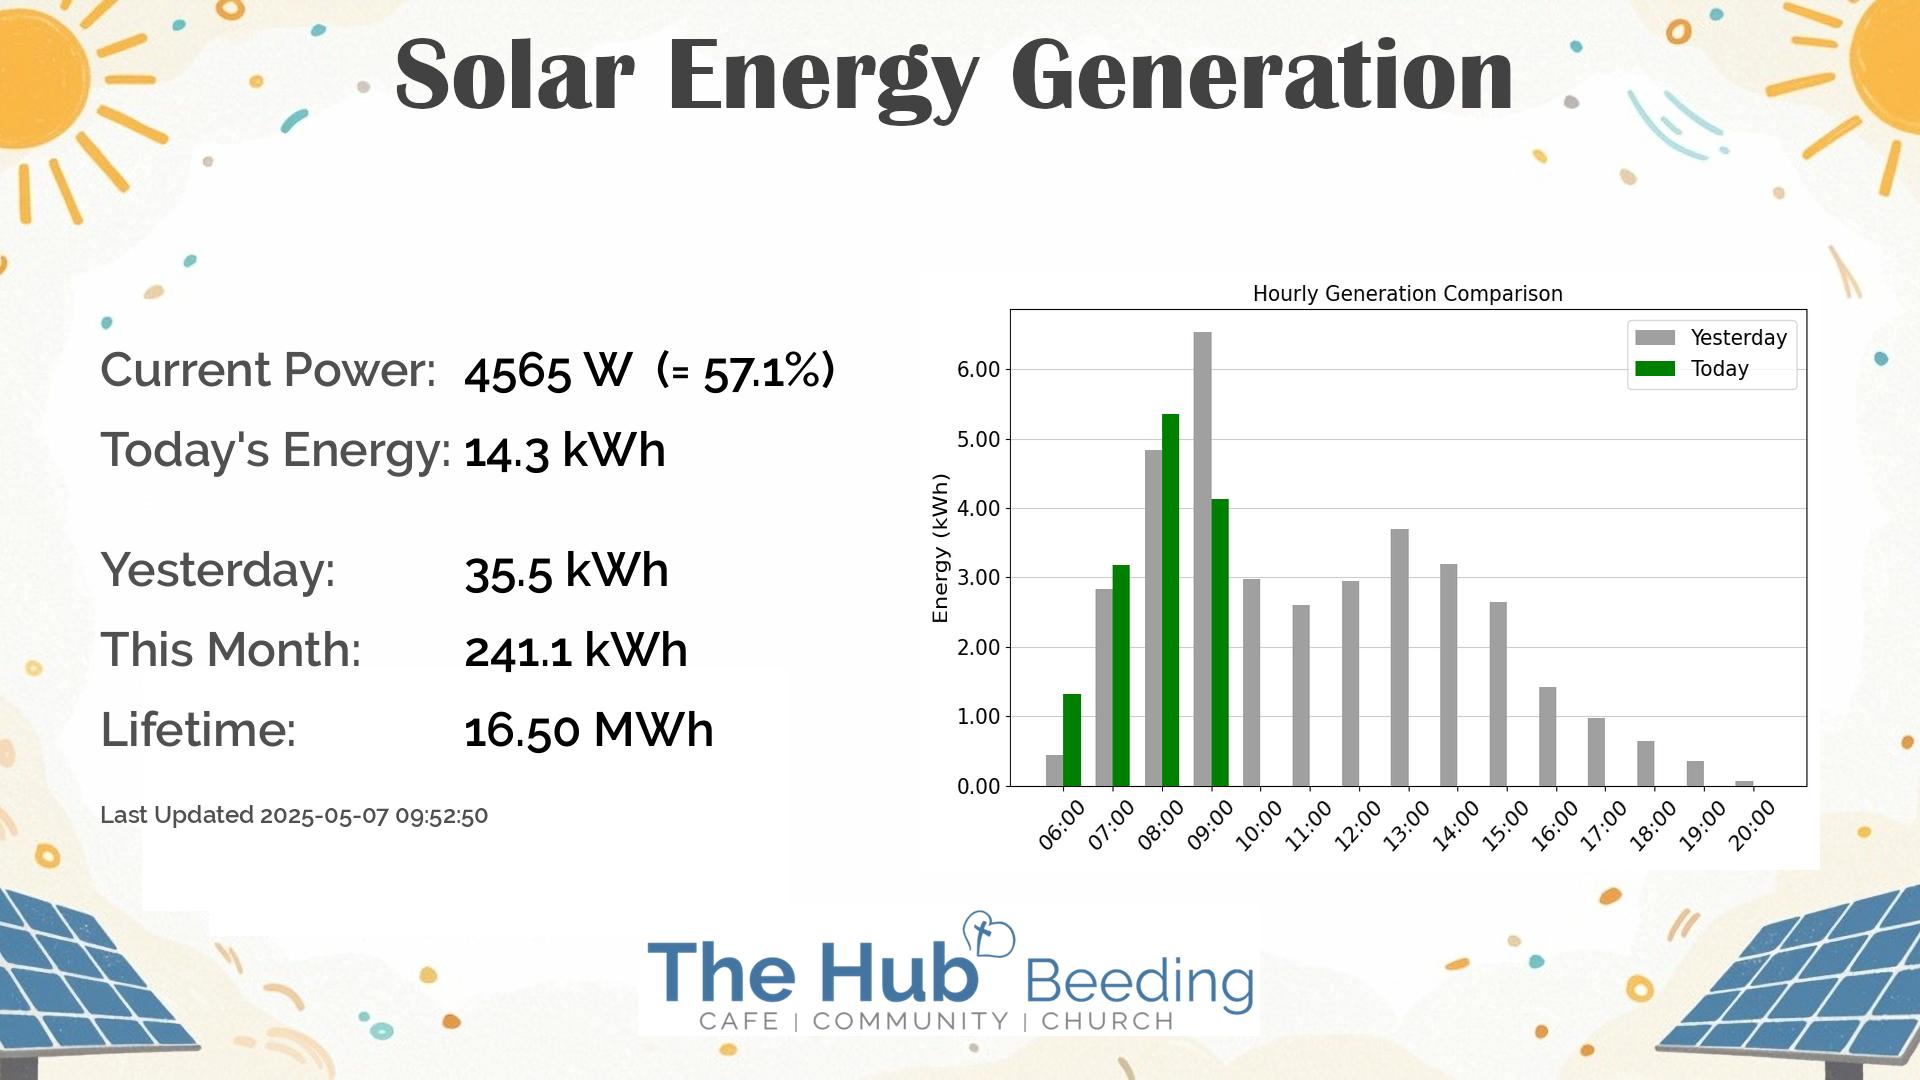 Solar Energy Generation
Current Power: 4565 W (= 57.1%)
Today's Energy: 14.3 kWh
Yesterday: 35.5 kWh
This Month: 241.1 kWh
Lifetime: 16.50 MWh
Last Updated 2025-05-07 09:52:50
Hourly Generation Comparison
Yesterday
Today
Energy (kWh)
6.00
5.00
4.00
3.00
2.00
1.00
0.00
06:00 07:00 08:00 09:00 10:00 11:00 12:00 13:00 14:00 15:00 16:00 17:00 18:00 19:00 20:00
The Hub Beeding
CAFE | COMMUNITY | CHURCH